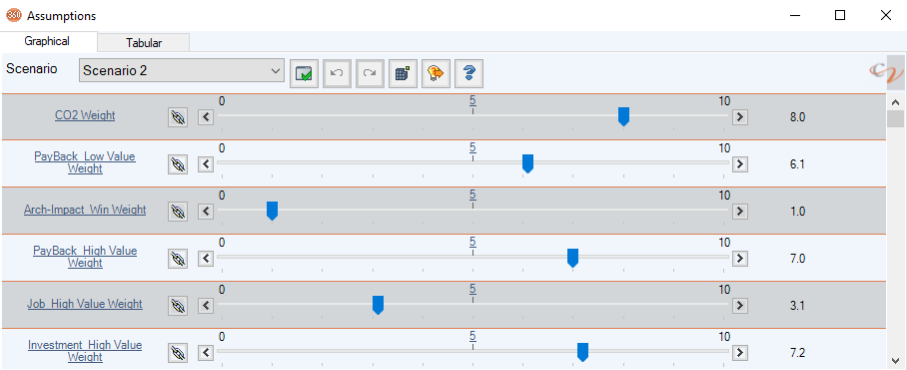 360 Assumptions
Graphical Tabular
Scenario Scenario 2
0 5 10
CO2 Weight 8.0
0 5 10
PayBack_Low Value
Weight 6.1
0 5 10
Arch-Impact_Win Weight 1.0
0 5 10
PayBack_High Value
Weight 7.0
0 5 10
Job_High Value Weight 3.1
0 5 10
Investment_High Value
Weight 7.2